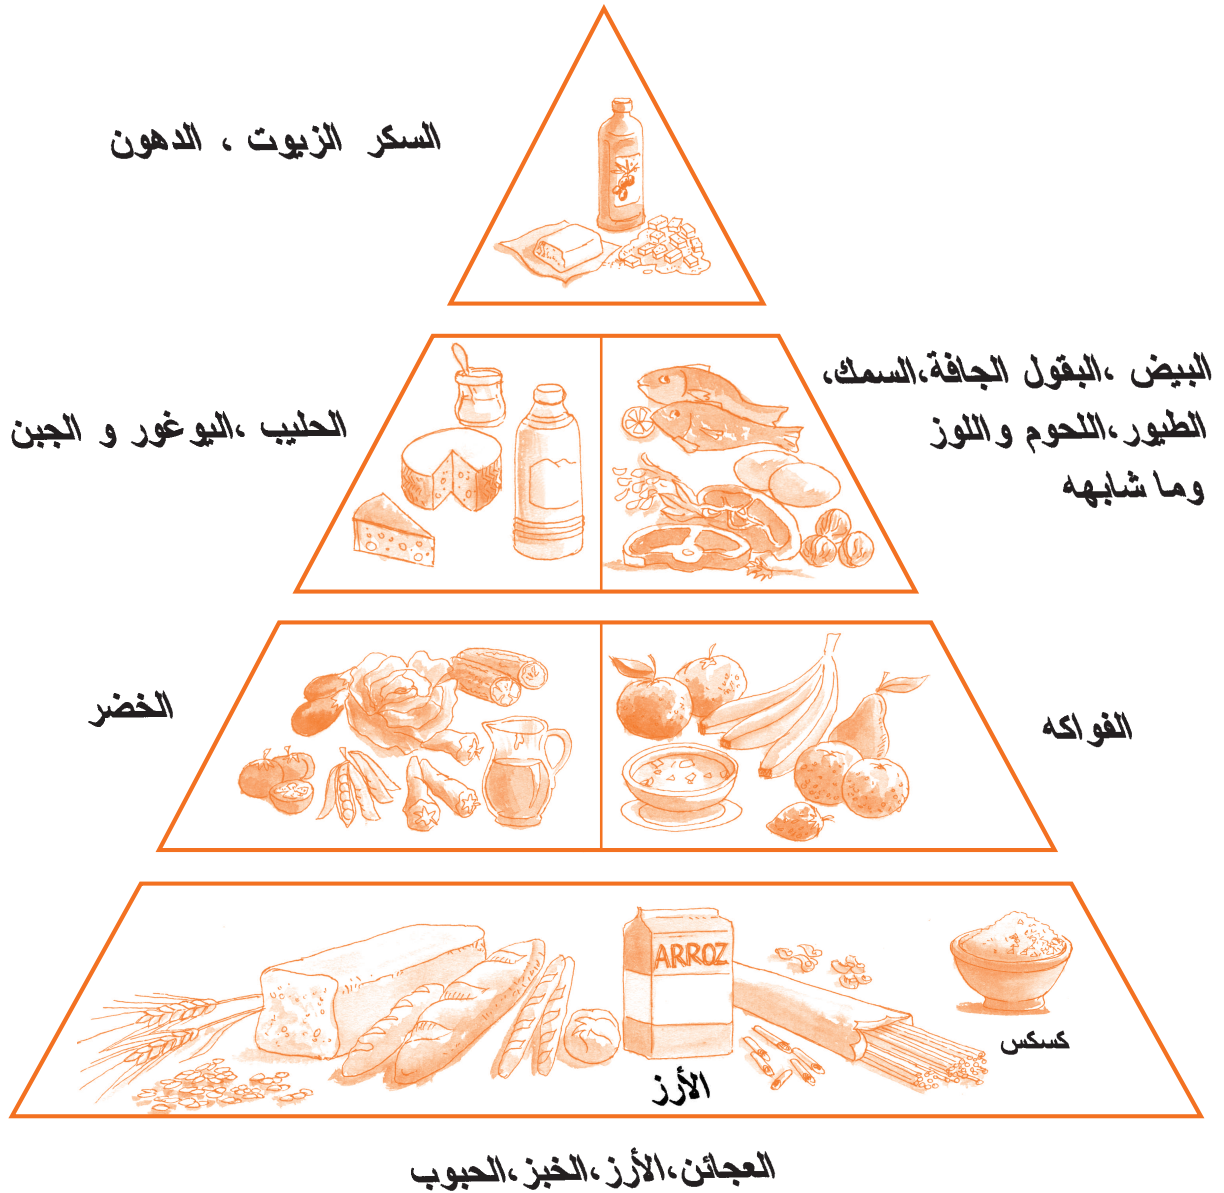 السكر الزيوت ، الدهون
البيض ،البقول الجافة،السمك،
الطيور،اللحوم واللوز
وما شابهه
الحليب ،اليوغور و الجبن
الخضر
الفواكه
ARROZ
كسكس
الأرز
العجائن،الأرز،الخبز،الحبوب